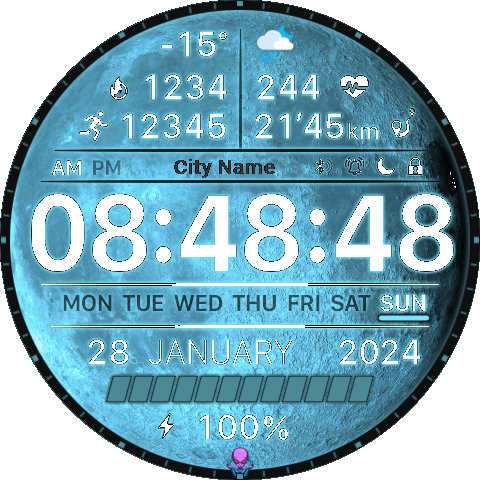 -15°
1234 244
12345 21'45km
AM PM City Name
08:48:48
MON TUE WED THU FRI SAT SUN
28 JANUARY 2024
100%